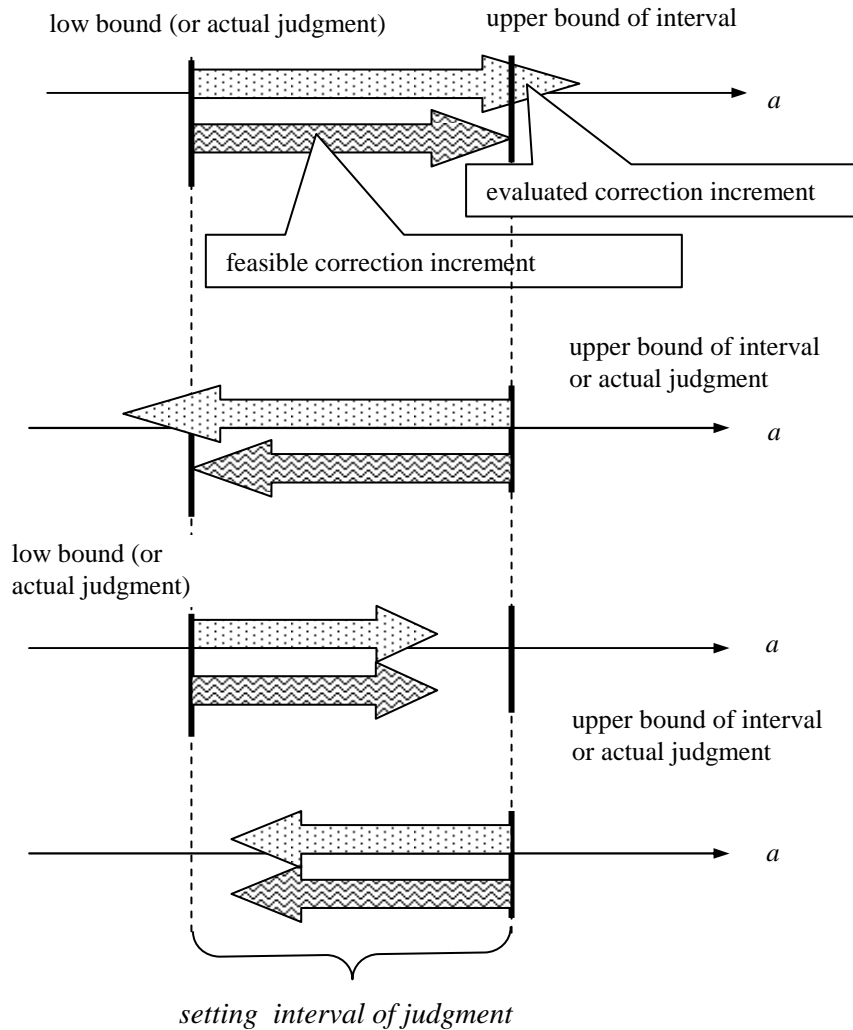 low bound (or actual judgment)
upper bound of interval
a
evaluated correction increment
feasible correction increment
upper bound of interval
or actual judgment
a
low bound (or
actual judgment)
a
upper bound of interval
or actual judgment
a
setting interval of judgment